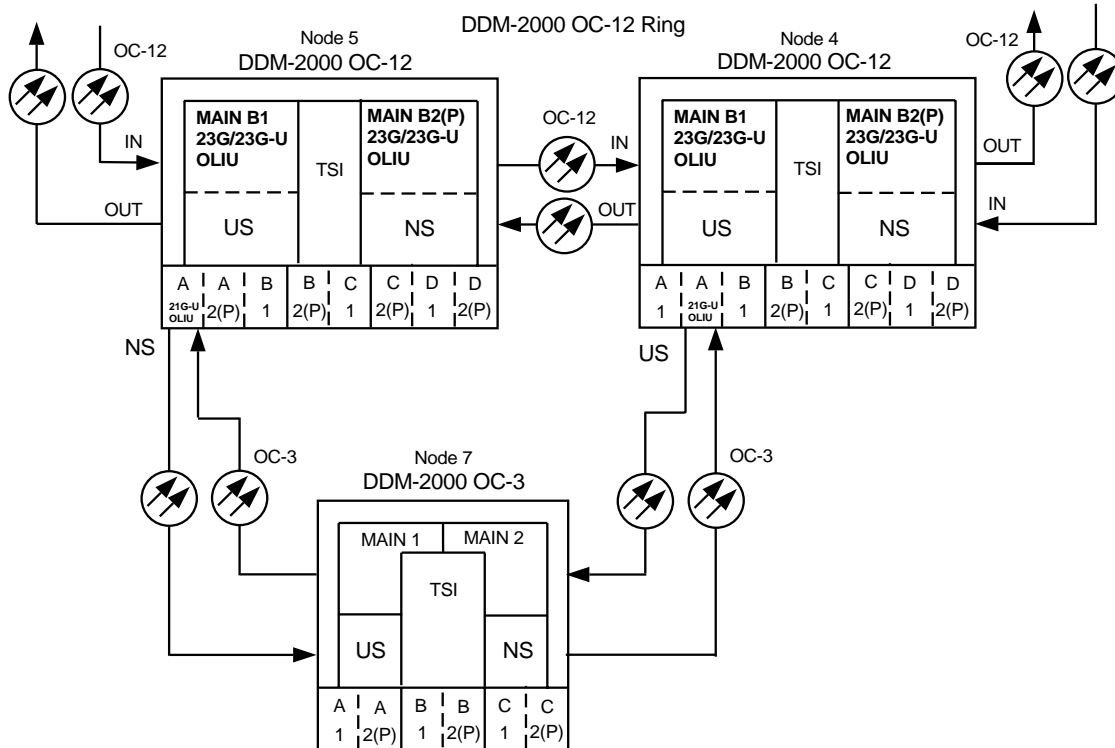 DDM-2000 OC-12 Ring
OC-12
Node 5
DDM-2000 OC-12
Node 4
DDM-2000 OC-12
OC-12
MAIN B1
23G/23G-U
OLIU
TSI
MAIN B2(P)
23G/23G-U
OLIU
US
NS
IN
OUT
OC-12
IN
OUT
MAIN B1
23G/23G-U
OLIU
TSI
MAIN B2(P)
23G/23G-U
OLIU
US
NS
OUT
IN
A A B B C C D D
21G-U
OLIU
2(P) 1 2(P) 1 2(P) 1 2(P)
A A B B C C D D
1
21G-U
OLIU
1 2(P) 1 2(P) 1 2(P)
NS
US
OC-3
Node 7
DDM-2000 OC-3
OC-3
MAIN 1
MAIN 2
TSI
US
NS
A A B B C C
1 2(P) 1 2(P) 1 2(P)